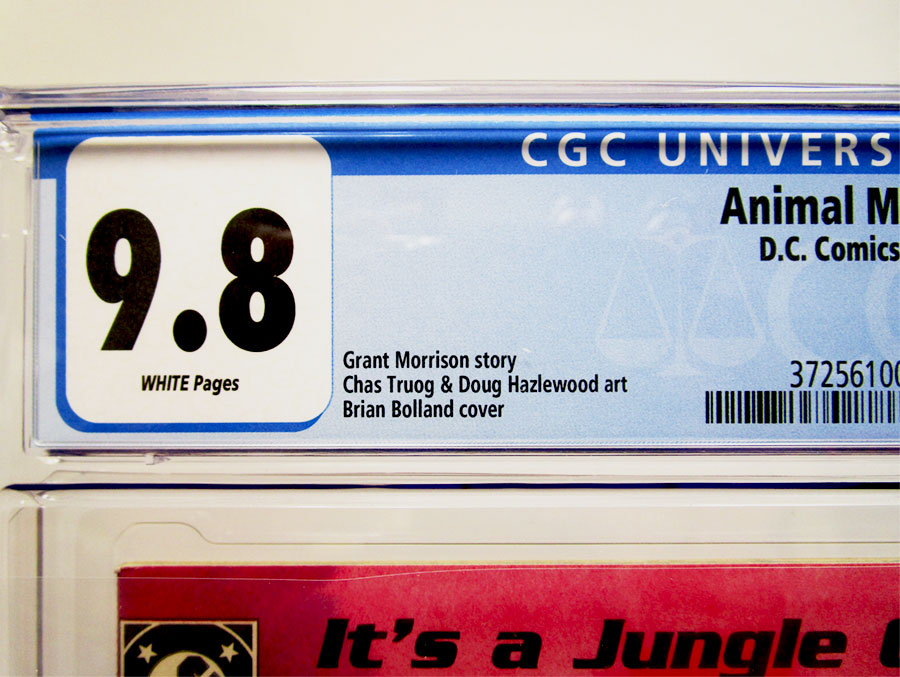 CGC UNIVERS
9.8
WHITE Pages
Animal M
D.C. Comics
Grant Morrison story
Chas Truog & Doug Hazlewood art
Brian Bolland cover
37256100
It's a Jungle